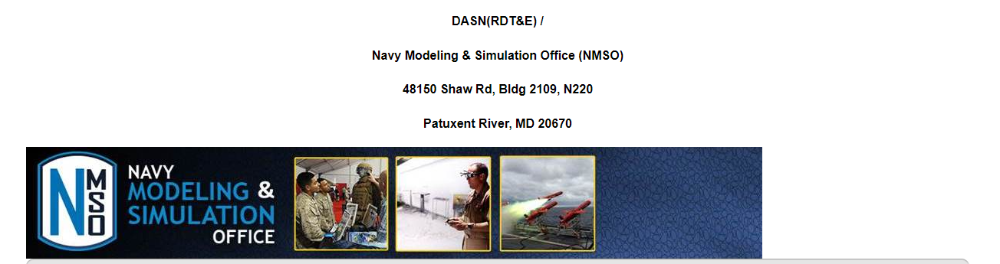 DASN(RDT&E) /
Navy Modeling & Simulation Office (NMSO)
48150 Shaw Rd, Bldg 2109, N220
Patuxent River, MD 20670
NMSO
NAVY
MODELING &
SIMULATION
OFFICE